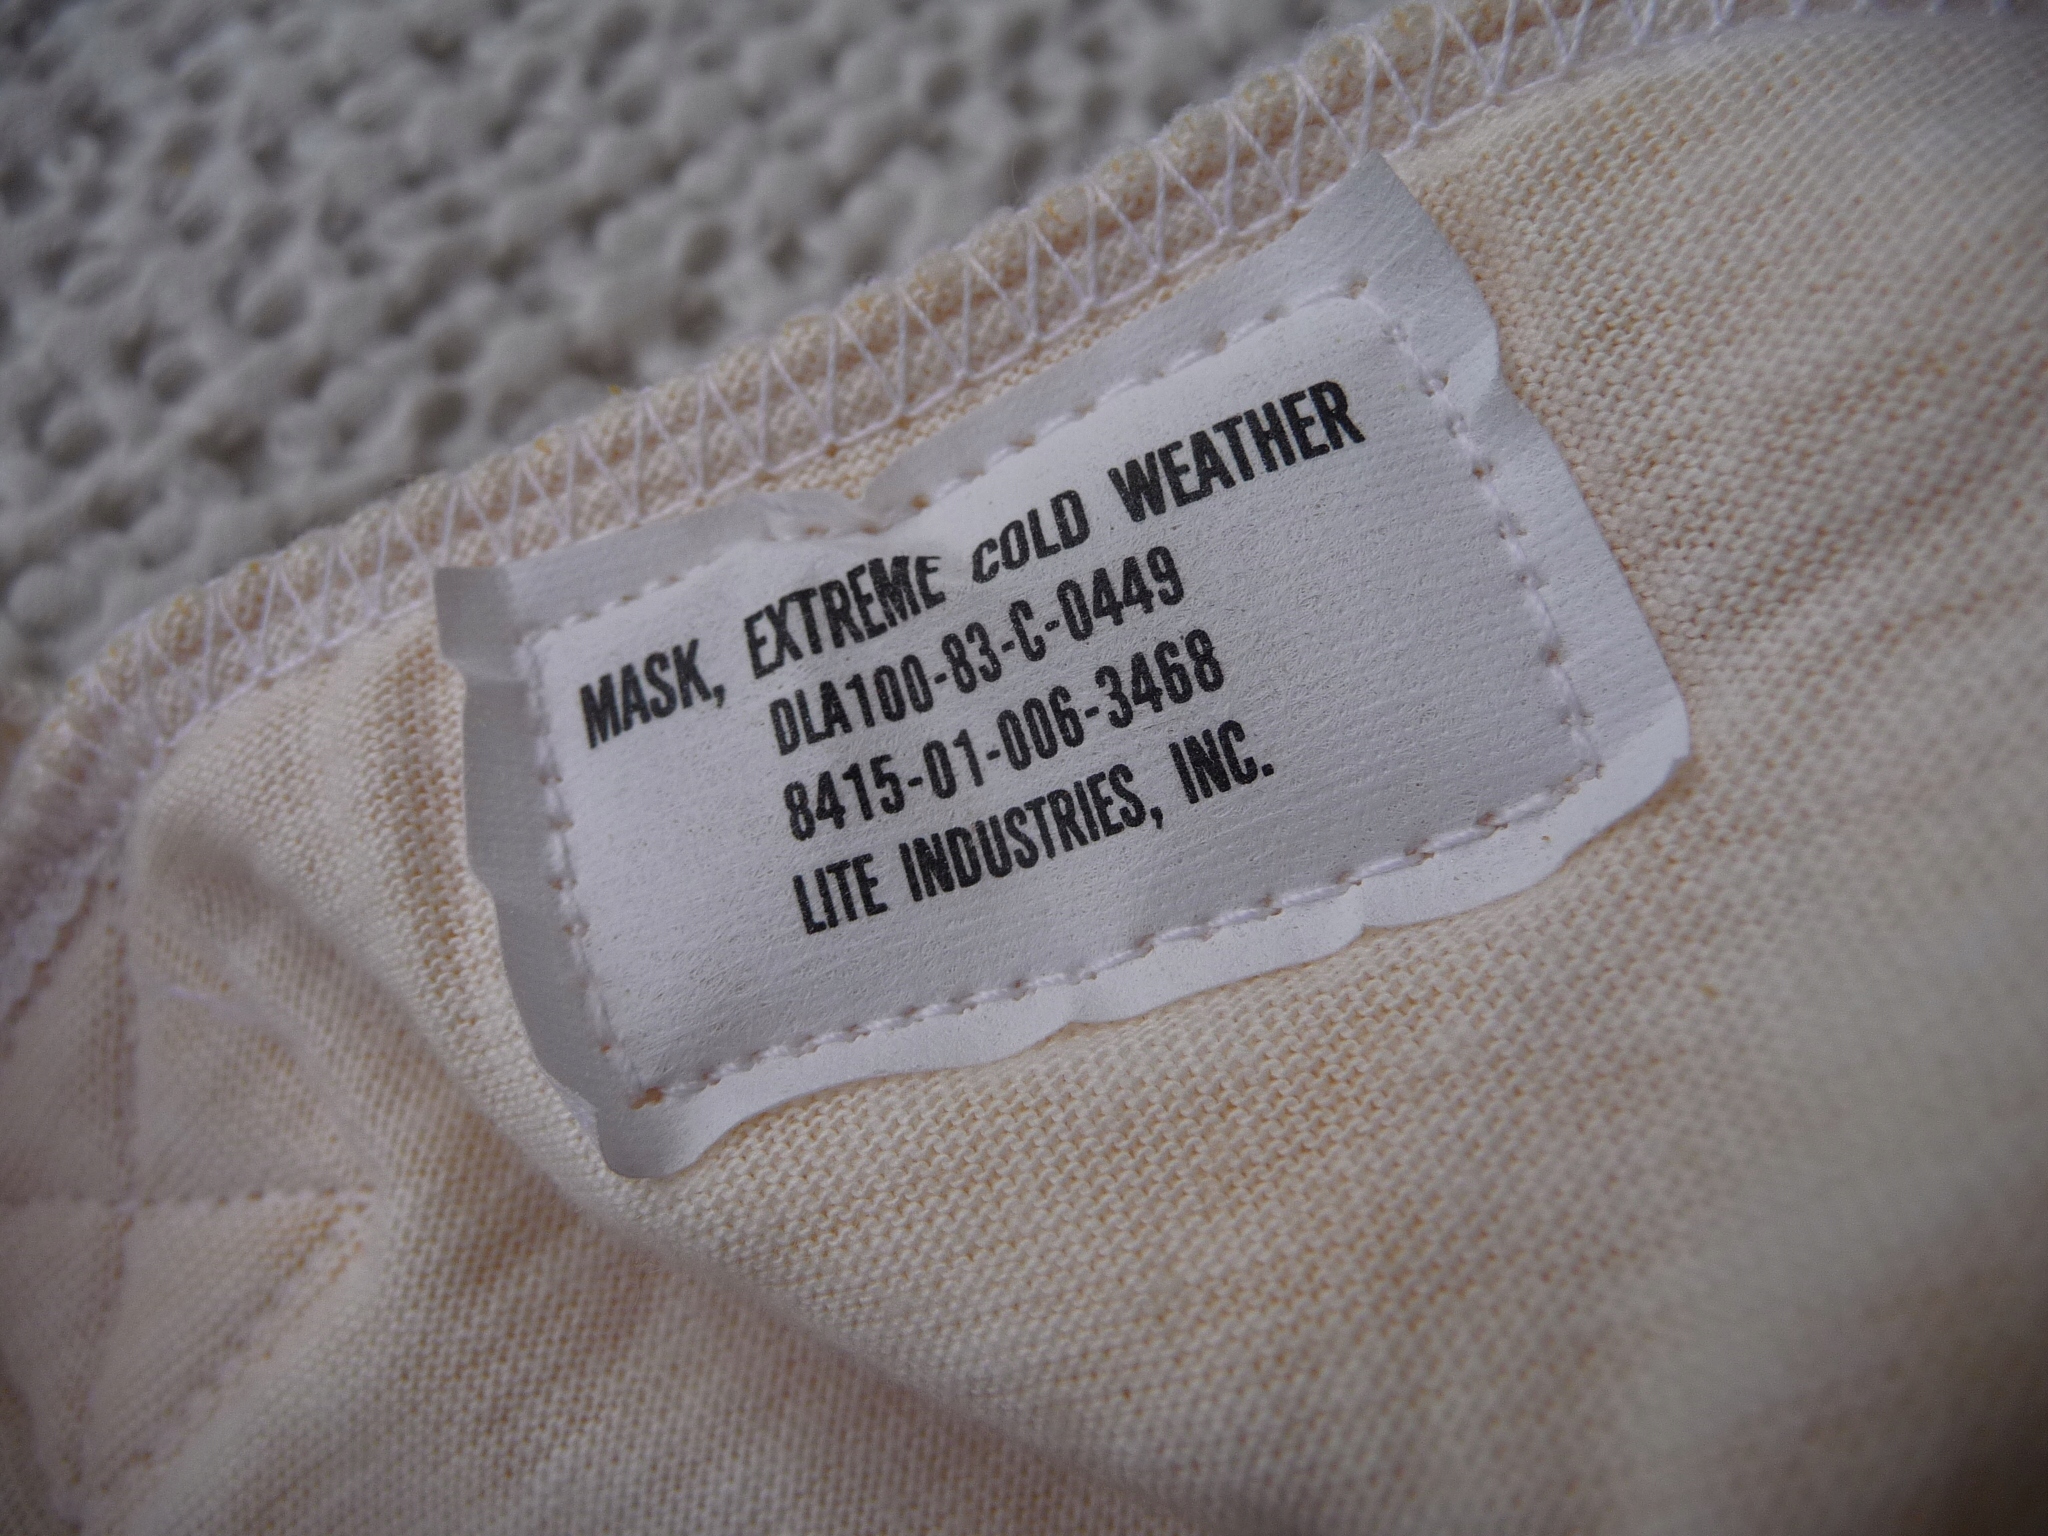 MASK, EXTREME COLD WEATHER
DLA100-83-C-0449
8415-01-006-3468
LITE INDUSTRIES, INC.